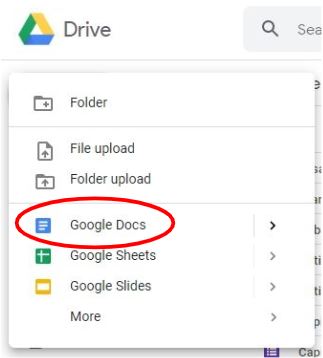 Drive
Sea
Folder
File upload
Folder upload
Google Docs
Google Sheets
Google Slides
More
Cap